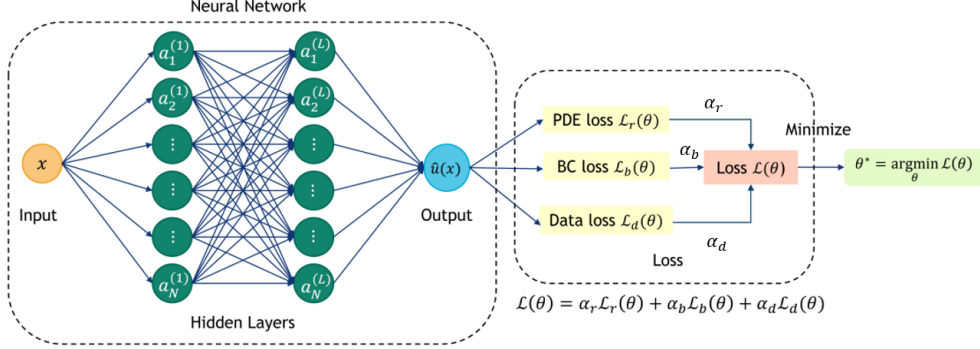 Neural Network
a_1^{(1)} a_1^{(L)}
a_2^{(1)} a_2^{(L)}
⋮ ⋮
⋮ ⋮
⋮ ⋮
a_N^{(1)} a_N^{(L)}
x
Input
Hidden Layers
û(x)
Output
PDE loss ℒ_r(θ)
BC loss ℒ_b(θ)
Data loss ℒ_d(θ)
α_r
α_b
α_d
Loss ℒ(θ)
Loss
Minimize
θ* = argmin ℒ(θ)
θ
ℒ(θ) = α_rℒ_r(θ) + α_bℒ_b(θ) + α_dℒ_d(θ)